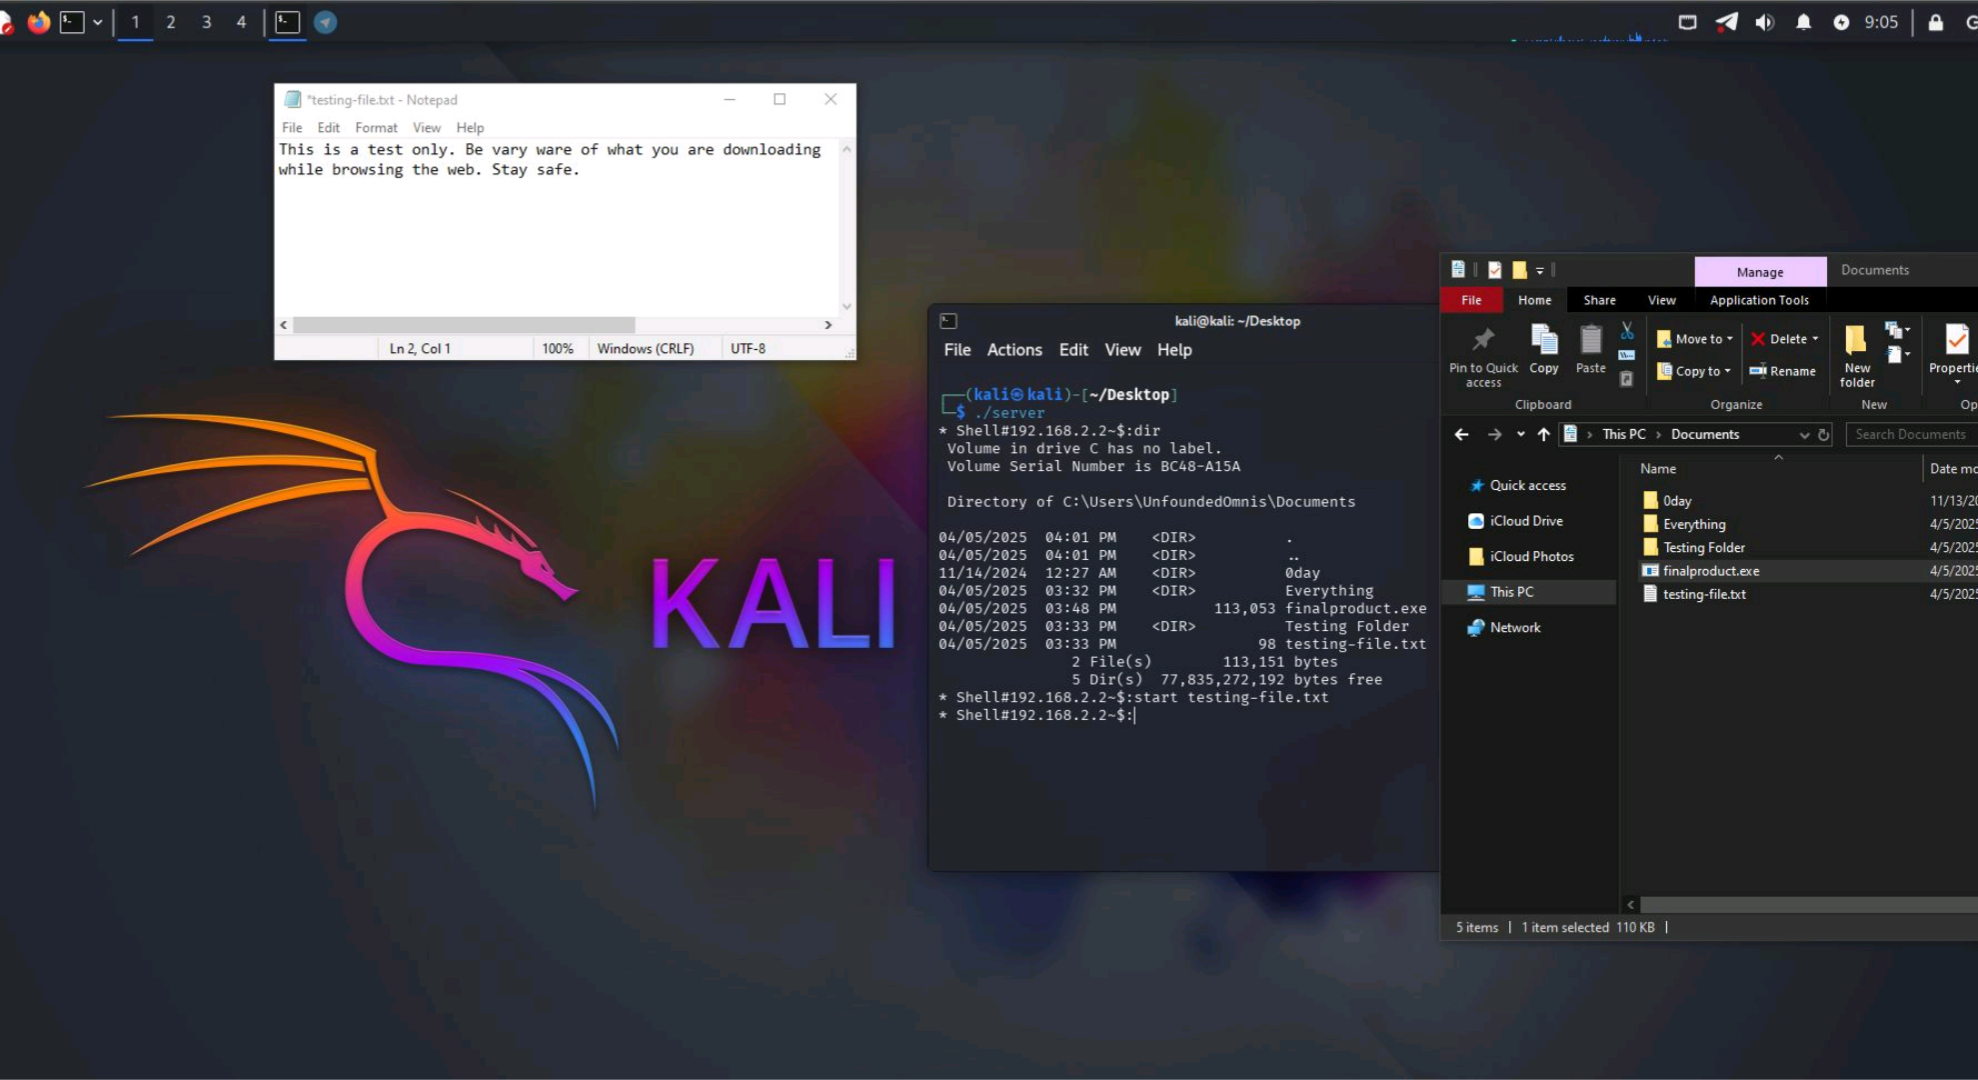 1 2 3 4
9:05
*testing-file.txt - Notepad
File Edit Format View Help
This is a test only. Be vary ware of what you are downloading
while browsing the web. Stay safe.
Ln 2, Col 1 100% Windows (CRLF) UTF-8
KALI
kali@kali: ~/Desktop
File Actions Edit View Help
(kali㉿kali)-[~/Desktop]
$ ./server
* Shell#192.168.2.2~$:dir
Volume in drive C has no label.
Volume Serial Number is BC48-A15A
Directory of C:\Users\UnfoundedOmnis\Documents
04/05/2025 04:01 PM <DIR> .
04/05/2025 04:01 PM <DIR> ..
11/14/2024 12:27 AM <DIR> 0day
04/05/2025 03:32 PM <DIR> Everything
04/05/2025 03:48 PM 113,053 finalproduct.exe
04/05/2025 03:33 PM <DIR> Testing Folder
04/05/2025 03:33 PM 98 testing-file.txt
2 File(s) 113,151 bytes
5 Dir(s) 77,835,272,192 bytes free
* Shell#192.168.2.2~$:start testing-file.txt
* Shell#192.168.2.2~$:
Manage Documents
File Home Share View Application Tools
Pin to Quick access
Copy
Paste
Move to
Copy to
Delete
Rename
New folder
Properti
Clipboard Organize New Op
This PC > Documents
Search Documents
Name Date mo
Quick access
iCloud Drive
iCloud Photos
This PC
Network
0day 11/13/20
Everything 4/5/2025
Testing Folder 4/5/2025
finalproduct.exe 4/5/2025
testing-file.txt 4/5/2025
5 items | 1 item selected 110 KB |